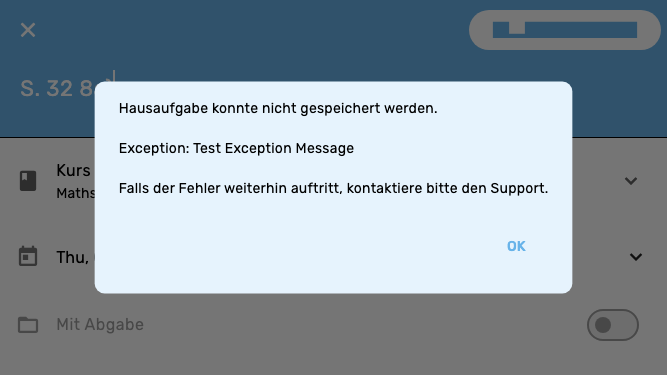 S. 32 8
Hausaufgabe konnte nicht gespeichert werden.
Exception: Test Exception Message
Falls der Fehler weiterhin auftritt, kontaktiere bitte den Support.
OK
Kurs
Maths
Thu,
Mit Abgabe